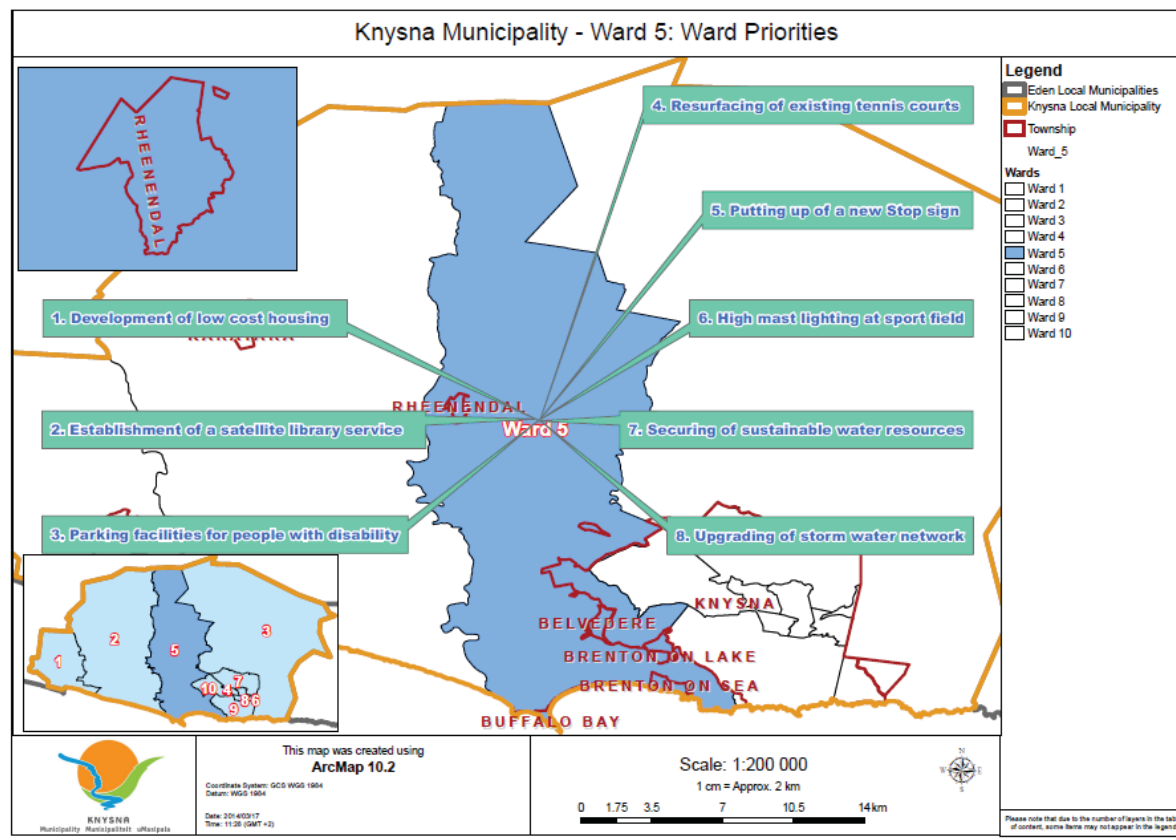 Knysna Municipality - Ward 5: Ward Priorities
RHEENENDAL
4. Resurfacing of existing tennis courts
5. Putting up of a new Stop sign
1. Development of low cost housing
6. High mast lighting at sport field
RHEENENDAL
Ward 5
2. Establishment of a satellite library service
7. Securing of sustainable water resources
3. Parking facilities for people with disability
8. Upgrading of storm water network
KNYSNA
BELVEDERE
BRENTON ON LAKE
BRENTON ON SEA
BUFFALO BAY
1
2
5
3
10
4
7
8
6
9
Legend
Eden Local Municipalities
Knysna Local Municipality
Township
Ward_5
Wards
Ward 1
Ward 2
Ward 3
Ward 4
Ward 5
Ward 6
Ward 7
Ward 8
Ward 9
Ward 10
KNYSNA
Municipality Munisipaliteit uMasipala
This map was created using
ArcMap 10.2
Coordinate System: GCS WGS 1984
Datum: WGS 1984
Date: 2014/03/17
Time: 11:26 (GMT +2)
Scale: 1:200 000
1 cm = Approx. 2 km
0 1.75 3.5 7 10.5 14 km
N
W E
S
Please note that due to the number of layers in the
of content, some items may not appear in the legend